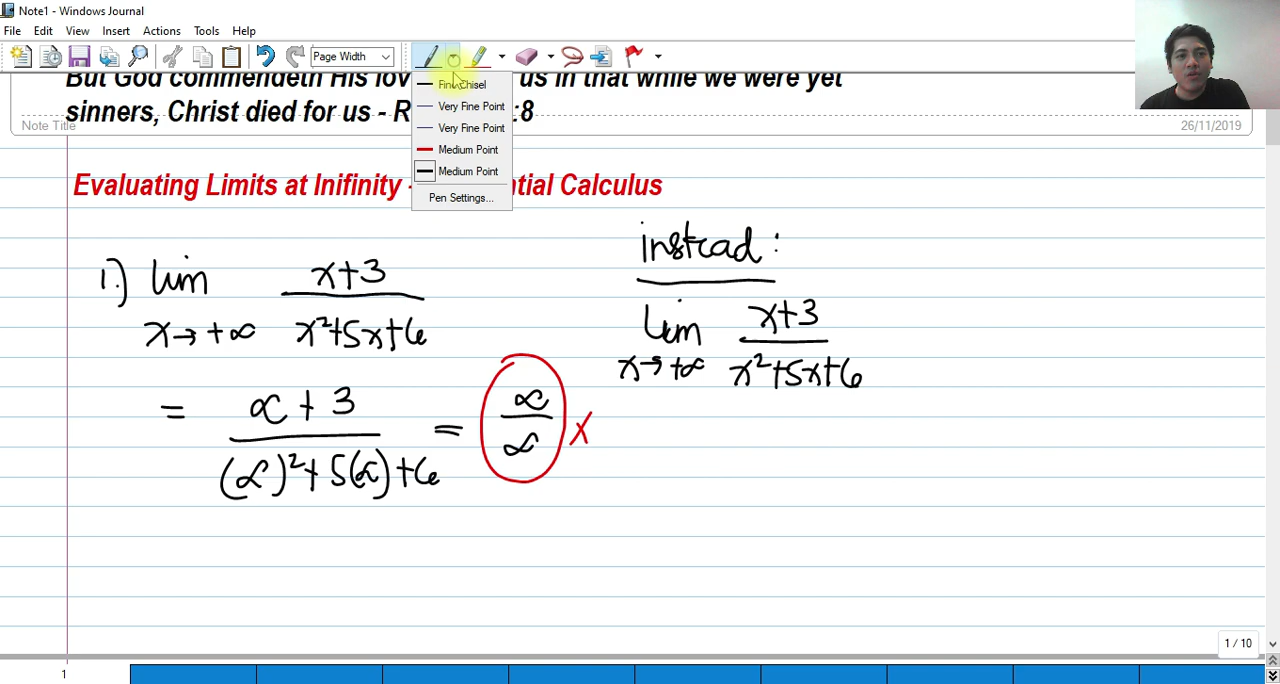 Note1 - Windows Journal
File Edit View Insert Actions Tools Help
Page Width
Fine Chisel
Very Fine Point
Very Fine Point
Medium Point
Medium Point
Pen Settings...
But God commendeth His lov us in that while we were yet
sinners, Christ died for us - R :8
Note Title
26/11/2019
Evaluating Limits at Inifinity - ntial Calculus
1.) lim x→+∞ x+3 / x²+5x+6
= ∞+3 / (∞)²+5(∞)+6 = ∞/∞ x
instead:
lim x→+∞ x+3 / x²+5x+6
1 / 10
1